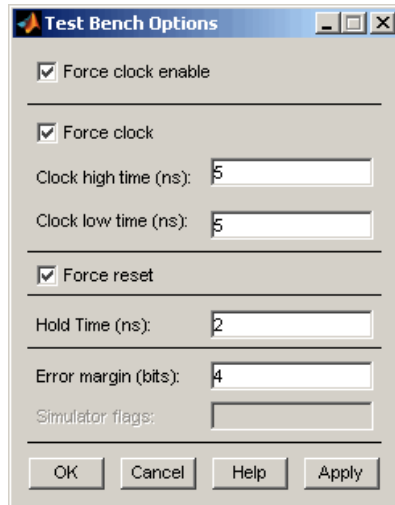 Test Bench Options
Force clock enable
Force clock
Clock high time (ns): 5
Clock low time (ns): 5
Force reset
Hold Time (ns): 2
Error margin (bits): 4
Simulator flags:
OK Cancel Help Apply